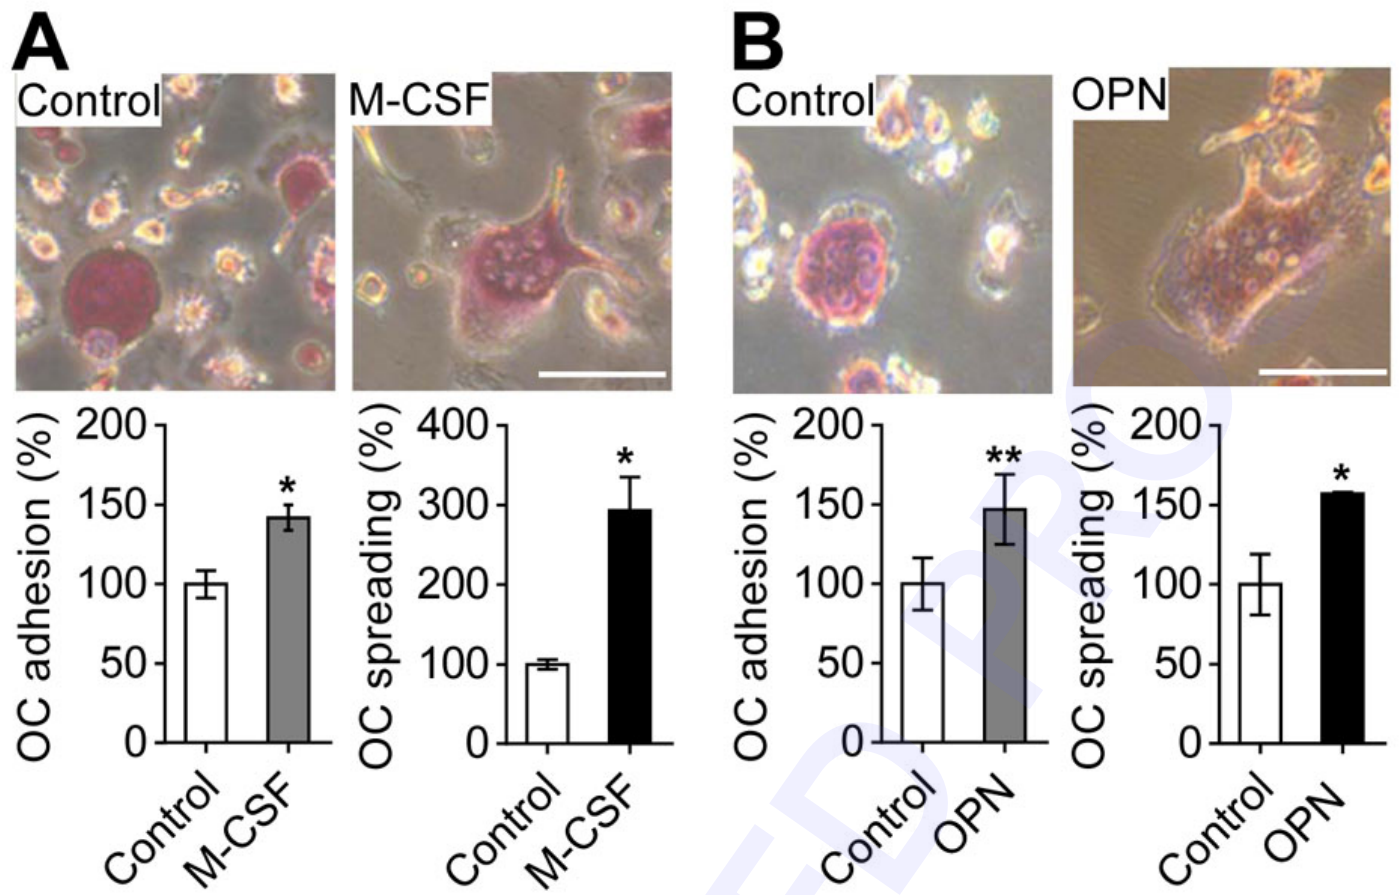 A
B
Control
M-CSF
Control
OPN
OC adhesion (%)
200
150
100
50
0
*
Control
M-CSF
OC spreading (%)
400
300
200
100
0
*
Control
M-CSF
OC adhesion (%)
200
150
100
50
0
**
Control
OPN
OC spreading (%)
200
150
100
50
0
*
Control
OPN
D PRO